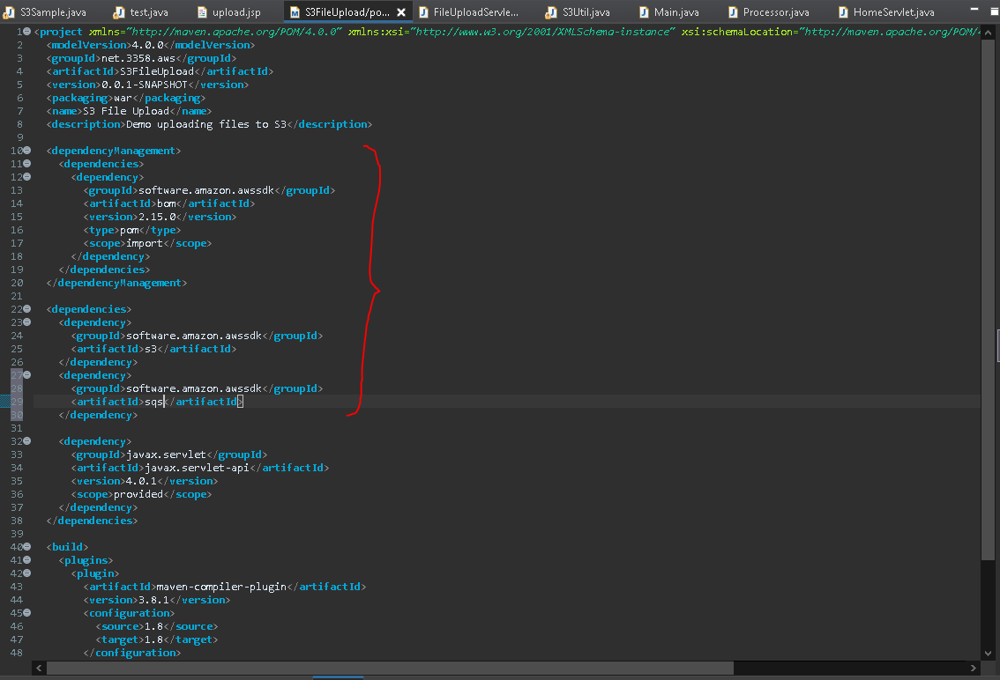 S3Sample.java test.java upload.jsp S3FileUpload/po... FileUploadServle... S3Util.java Main.java Processor.java HomeServlet.java
1 <project xmlns="http://maven.apache.org/POM/4.0.0" xmlns:xsi="http://www.w3.org/2001/XMLSchema-instance" xsi:schemaLocation="http://maven.apache.org/POM/4
2 <modelVersion>4.0.0</modelVersion>
3 <groupId>net.3358.aws</groupId>
4 <artifactId>S3FileUpload</artifactId>
5 <version>0.0.1-SNAPSHOT</version>
6 <packaging>war</packaging>
7 <name>S3 File Upload</name>
8 <description>Demo uploading files to S3</description>
9
10 <dependencyManagement>
11 <dependencies>
12 <dependency>
13 <groupId>software.amazon.awssdk</groupId>
14 <artifactId>bom</artifactId>
15 <version>2.15.0</version>
16 <type>pom</type>
17 <scope>import</scope>
18 </dependency>
19 </dependencies>
20 </dependencyManagement>
21
22 <dependencies>
23 <dependency>
24 <groupId>software.amazon.awssdk</groupId>
25 <artifactId>s3</artifactId>
26 </dependency>
27 <dependency>
28 <groupId>software.amazon.awssdk</groupId>
29 <artifactId>sqs</artifactId>
30 </dependency>
31
32 <dependency>
33 <groupId>javax.servlet</groupId>
34 <artifactId>javax.servlet-api</artifactId>
35 <version>4.0.1</version>
36 <scope>provided</scope>
37 </dependency>
38 </dependencies>
39
40 <build>
41 <plugins>
42 <plugin>
43 <artifactId>maven-compiler-plugin</artifactId>
44 <version>3.8.1</version>
45 <configuration>
46 <source>1.8</source>
47 <target>1.8</target>
48 </configuration>